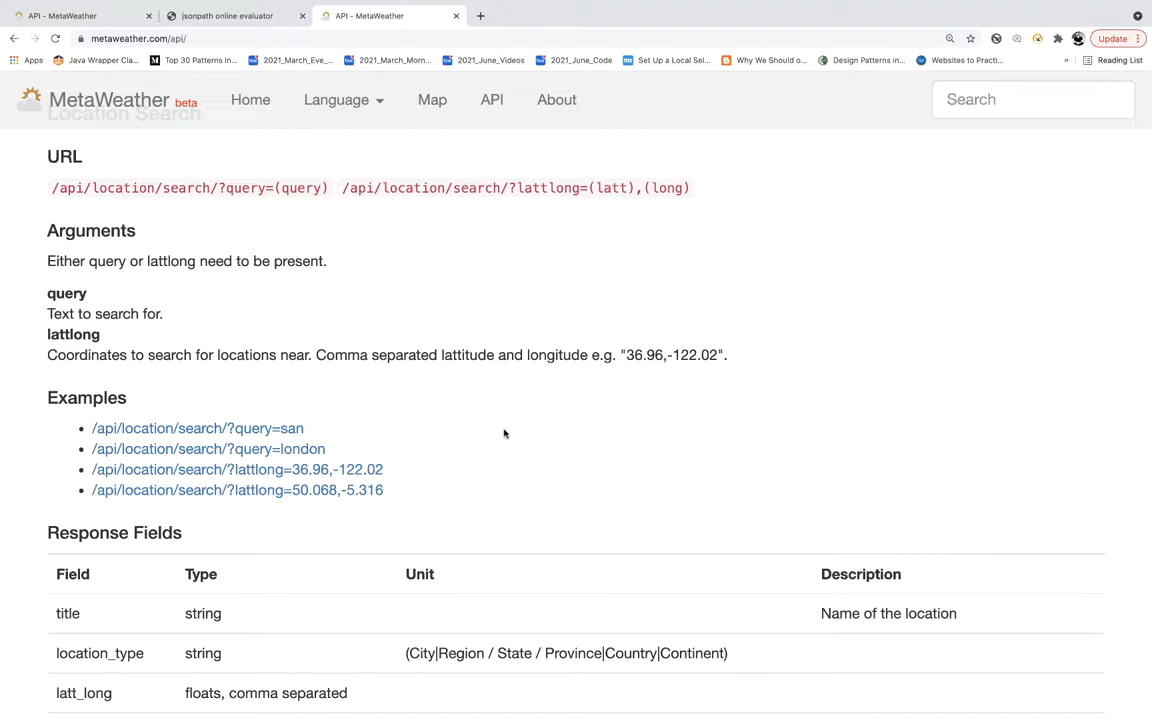 API - MetaWeather
jsonpath online evaluator
API - MetaWeather
metaweather.com/api/
Update
Apps
Java Wrapper Cla...
Top 30 Patterns in...
2021_March_Eve_...
2021_March_Morn...
2021_June_Videos
2021_June_Code
Set Up a Local Sel...
Why We Should o...
Design Patterns in...
Websites to Practi...
»
Reading List
MetaWeather beta
Home
Language
Map
API
About
Search
Location Search
URL
/api/location/search/?query=(query) /api/location/search/?lattlong=(latt),(long)
Arguments
Either query or lattlong need to be present.
query
Text to search for.
lattlong
Coordinates to search for locations near. Comma separated lattitude and longitude e.g. "36.96,-122.02".
Examples
• /api/location/search/?query=san
• /api/location/search/?query=london
• /api/location/search/?lattlong=36.96,-122.02
• /api/location/search/?lattlong=50.068,-5.316
Response Fields
Field Type Unit Description
title string Name of the location
location_type string (City|Region / State / Province|Country|Continent)
latt_long floats, comma separated